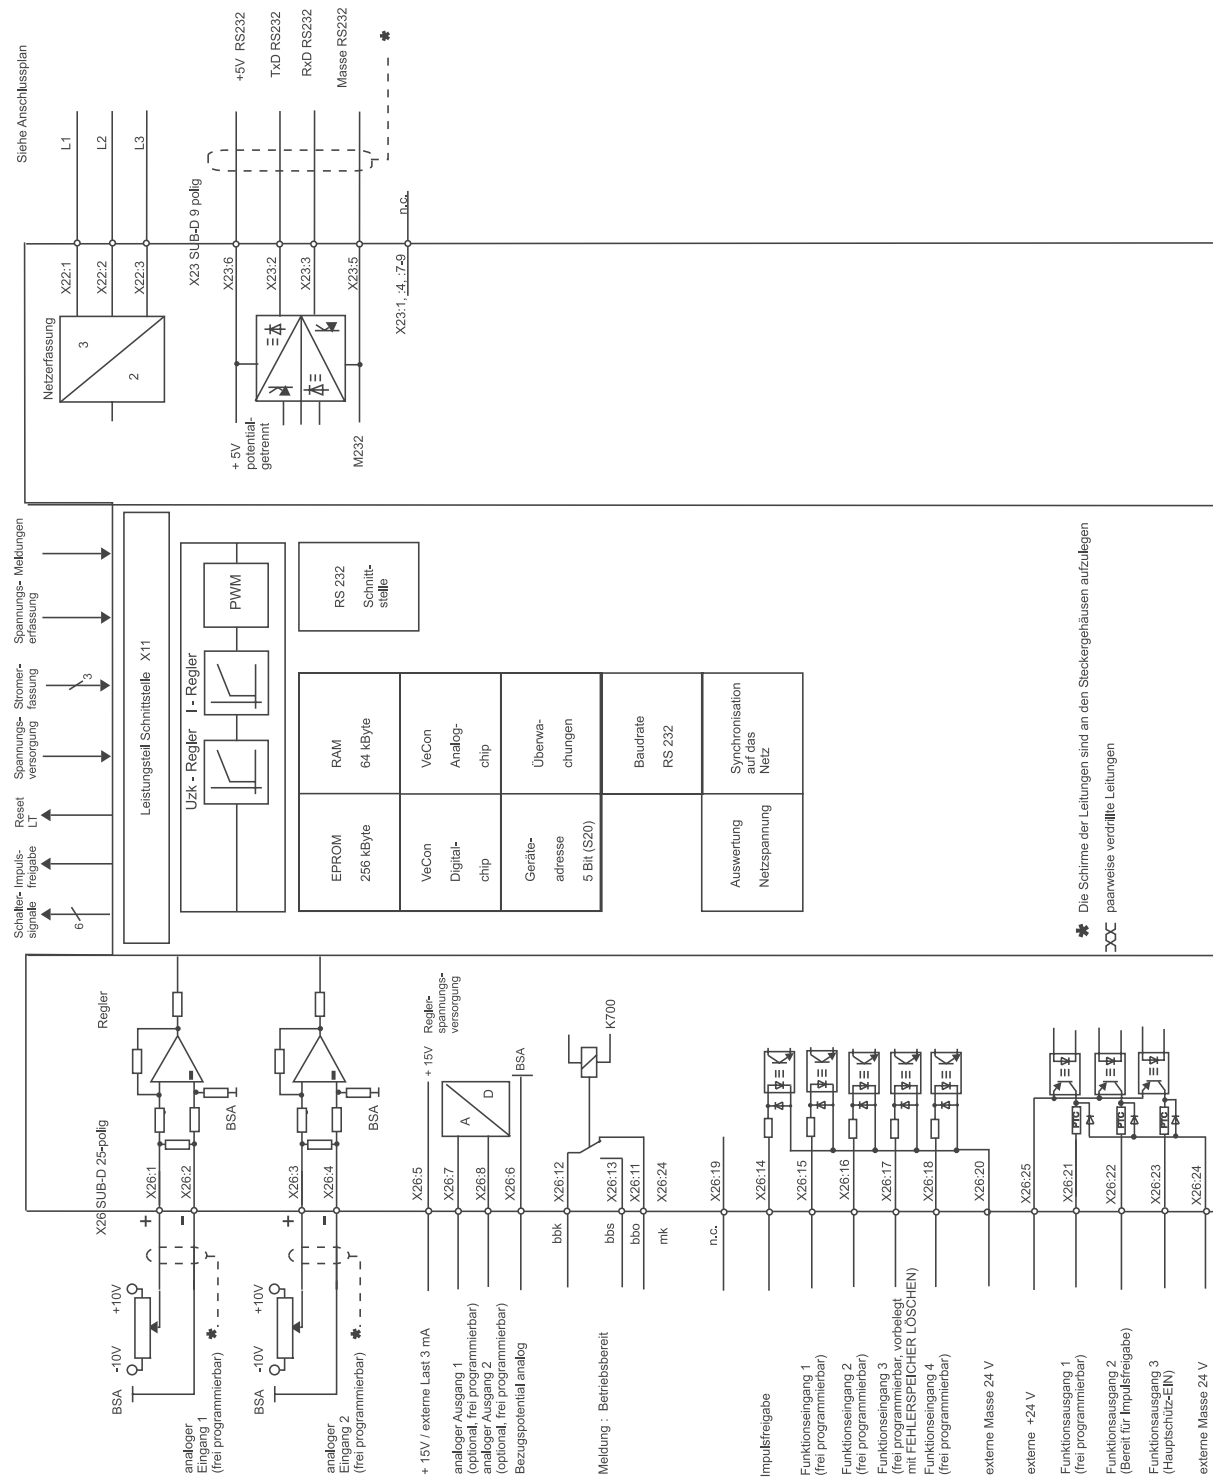 Siehe Anschlussplan
L1
L2
L3
+5V RS232
TxD RS232
RxD RS232
Masse RS232
*
X23 SUB-D 9 polig
n.c.
X22:1
X22:2
X22:3
X23:6
X23:2
X23:3
X23:5
X23:1, :4, :7-9
Netzerfassung
3
2
+ 5V
potential-
getrennt
M232
Schalter-
signale
Impuls-
freigabe
Reset
LT
Spannungs-
versorgung
Stromer-
fassung
Spannungs-
erfassung
Meldungen
6
3
Leistungsteil Schnittstelle X11
Uzk - Regler
I - Regler
PWM
RS 232
Schnitt-
stelle
EPROM
256 kByte
RAM
64 kByte
VeCon
Digital-
chip
VeCon
Analog-
chip
Geräte-
adresse
5 Bit (S20)
Überwa-
chungen
Baudrate
RS 232
Auswertung
Netzspannung
Synchronisation
auf das
Netz
* Die Schirme der Leitungen sind an den Steckergehäusen aufzulegen
paarweise verdrillte Leitungen
Regler
BSA
BSA
+ 15V
Regler-
spannungs-
versorgung
A
D
BSA
K700
PTC
PTC
PTC
X26 SUB-D 25-polig
X26:1
X26:2
X26:3
X26:4
X26:5
X26:7
X26:8
X26:6
X26:12
X26:13
X26:11
X26:24
X26:19
X26:14
X26:15
X26:16
X26:17
X26:18
X26:20
X26:25
X26:21
X26:22
X26:23
X26:24
+
-
+
-
bbk
bbs
bbo
mk
n.c.
BSA
-10V
+10V
*
BSA
-10V
+10V
*
analoger
Eingang 1
(frei programmierbar)
analoger
Eingang 2
(frei programmierbar)
+ 15V / externe Last 3 mA
analoger Ausgang 1
(optional, frei programmierbar)
analoger Ausgang 2
(optional, frei programmierbar)
Bezugspotential analog
Meldung : Betriebsbereit
Impulsfreigabe
Funktionseingang 1
(frei programmierbar)
Funktionseingang 2
(frei programmierbar)
Funktionseingang 3
(frei programmierbar, vorbelegt
mit FEHLERSPEICHER LÖSCHEN)
Funktionseingang 4
(frei programmierbar)
externe Masse 24 V
externe +24 V
Funktionsausgang 1
(frei programmierbar)
Funktionsausgang 2
(Bereit für Impulsfreigabe)
Funktionsausgang 3
(Hauptschütz-EIN)
externe Masse 24 V